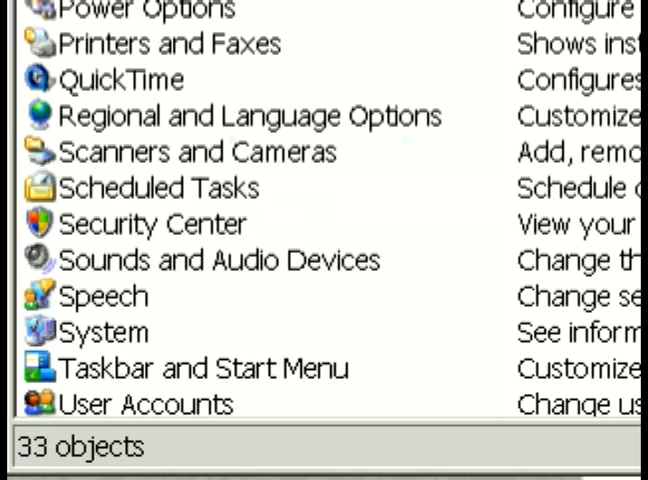 Power Options Configure
Printers and Faxes Shows inst
QuickTime Configures
Regional and Language Options Customize
Scanners and Cameras Add, remo
Scheduled Tasks Schedule
Security Center View your
Sounds and Audio Devices Change th
Speech Change se
System See inform
Taskbar and Start Menu Customize
User Accounts Change us
33 objects